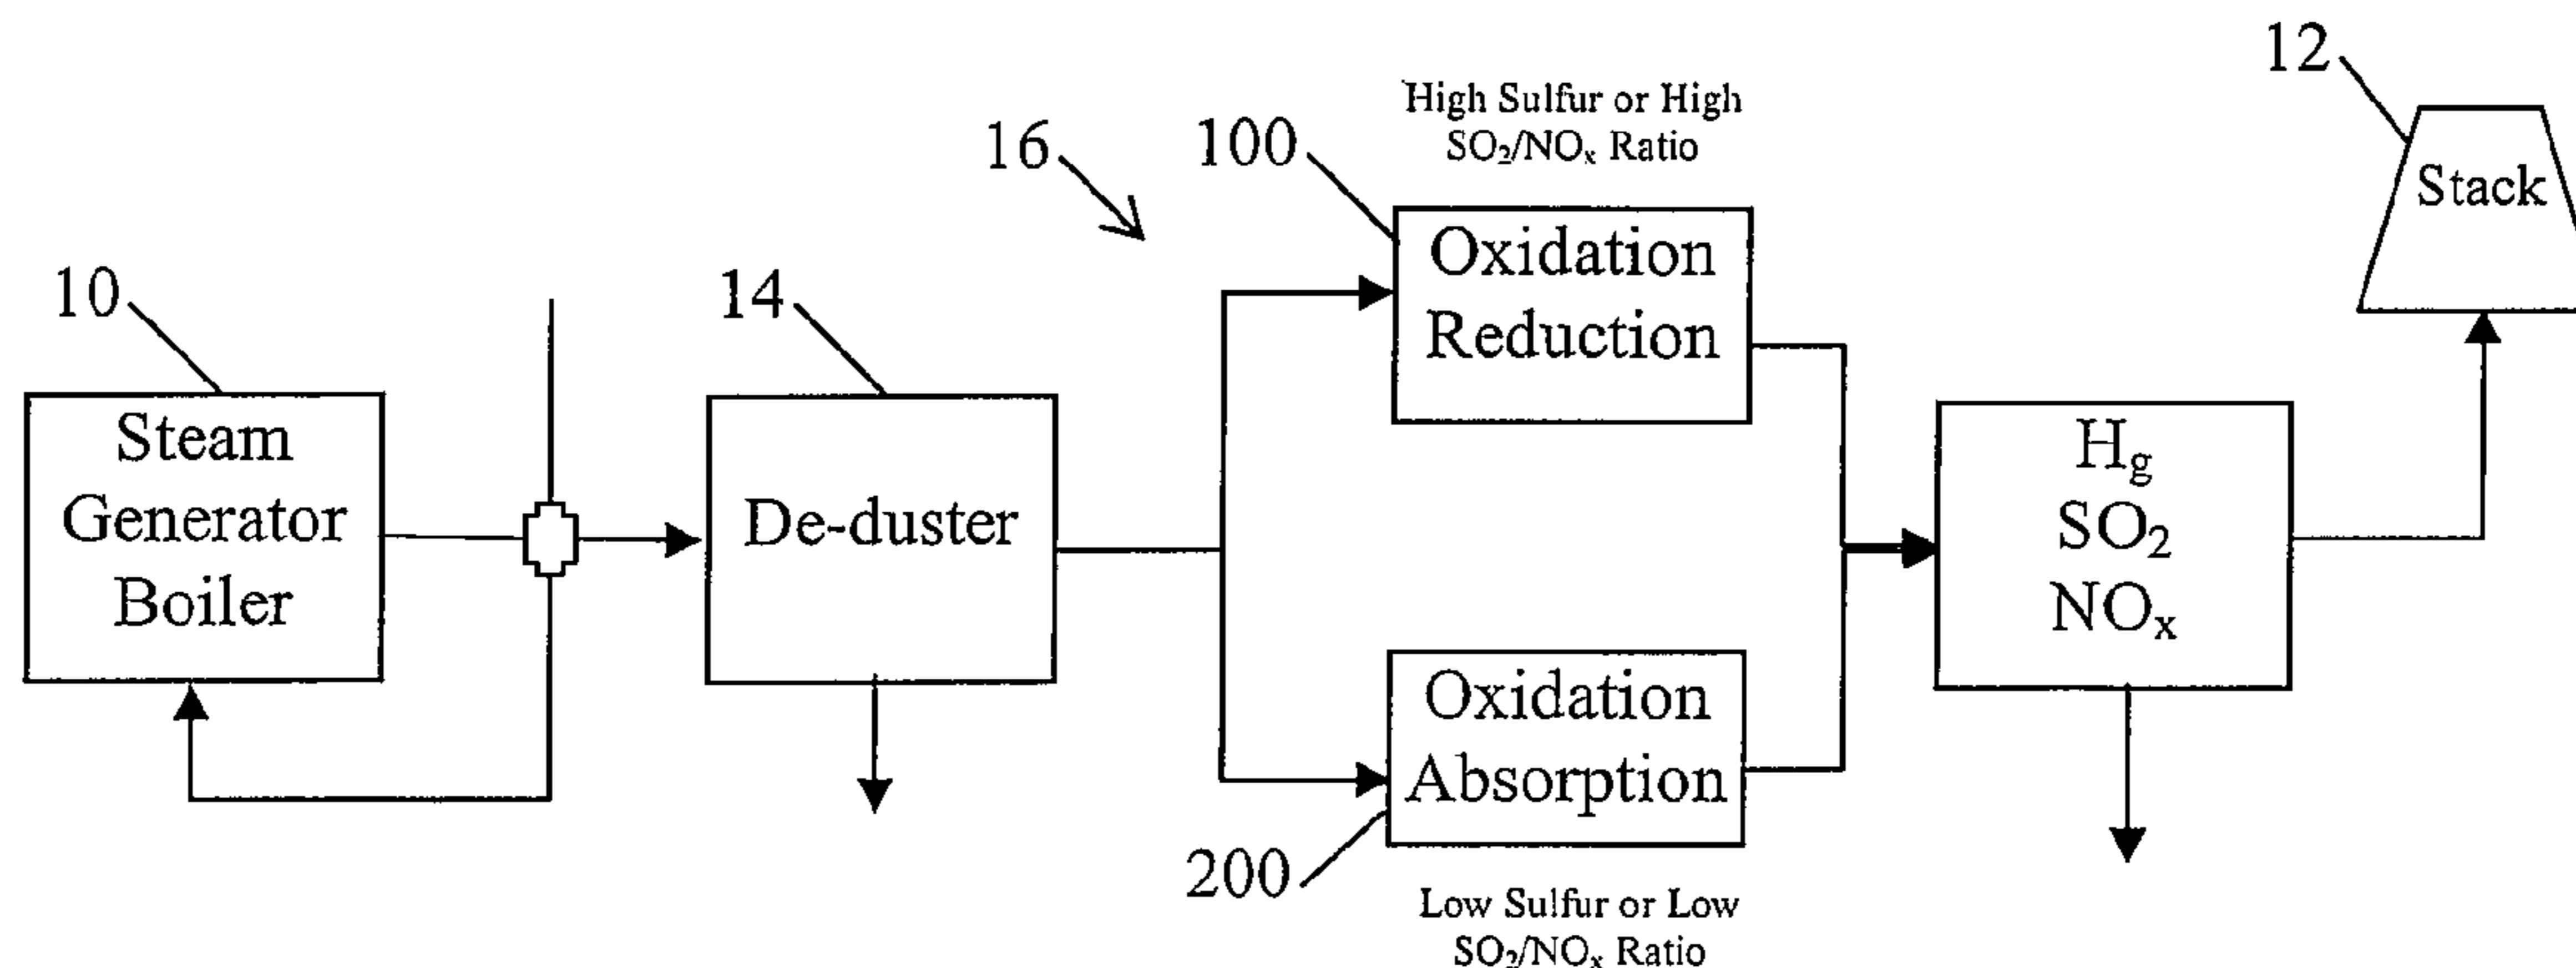 12
High Sulfur or High
SO₂/NOₓ Ratio
16
100
Stack
Oxidation
Reduction
10
14
Steam
Generator
Boiler
De-duster
Hg
SO₂
NOₓ
Oxidation
Absorption
200
Low Sulfur or Low
SO₂/NOₓ Ratio